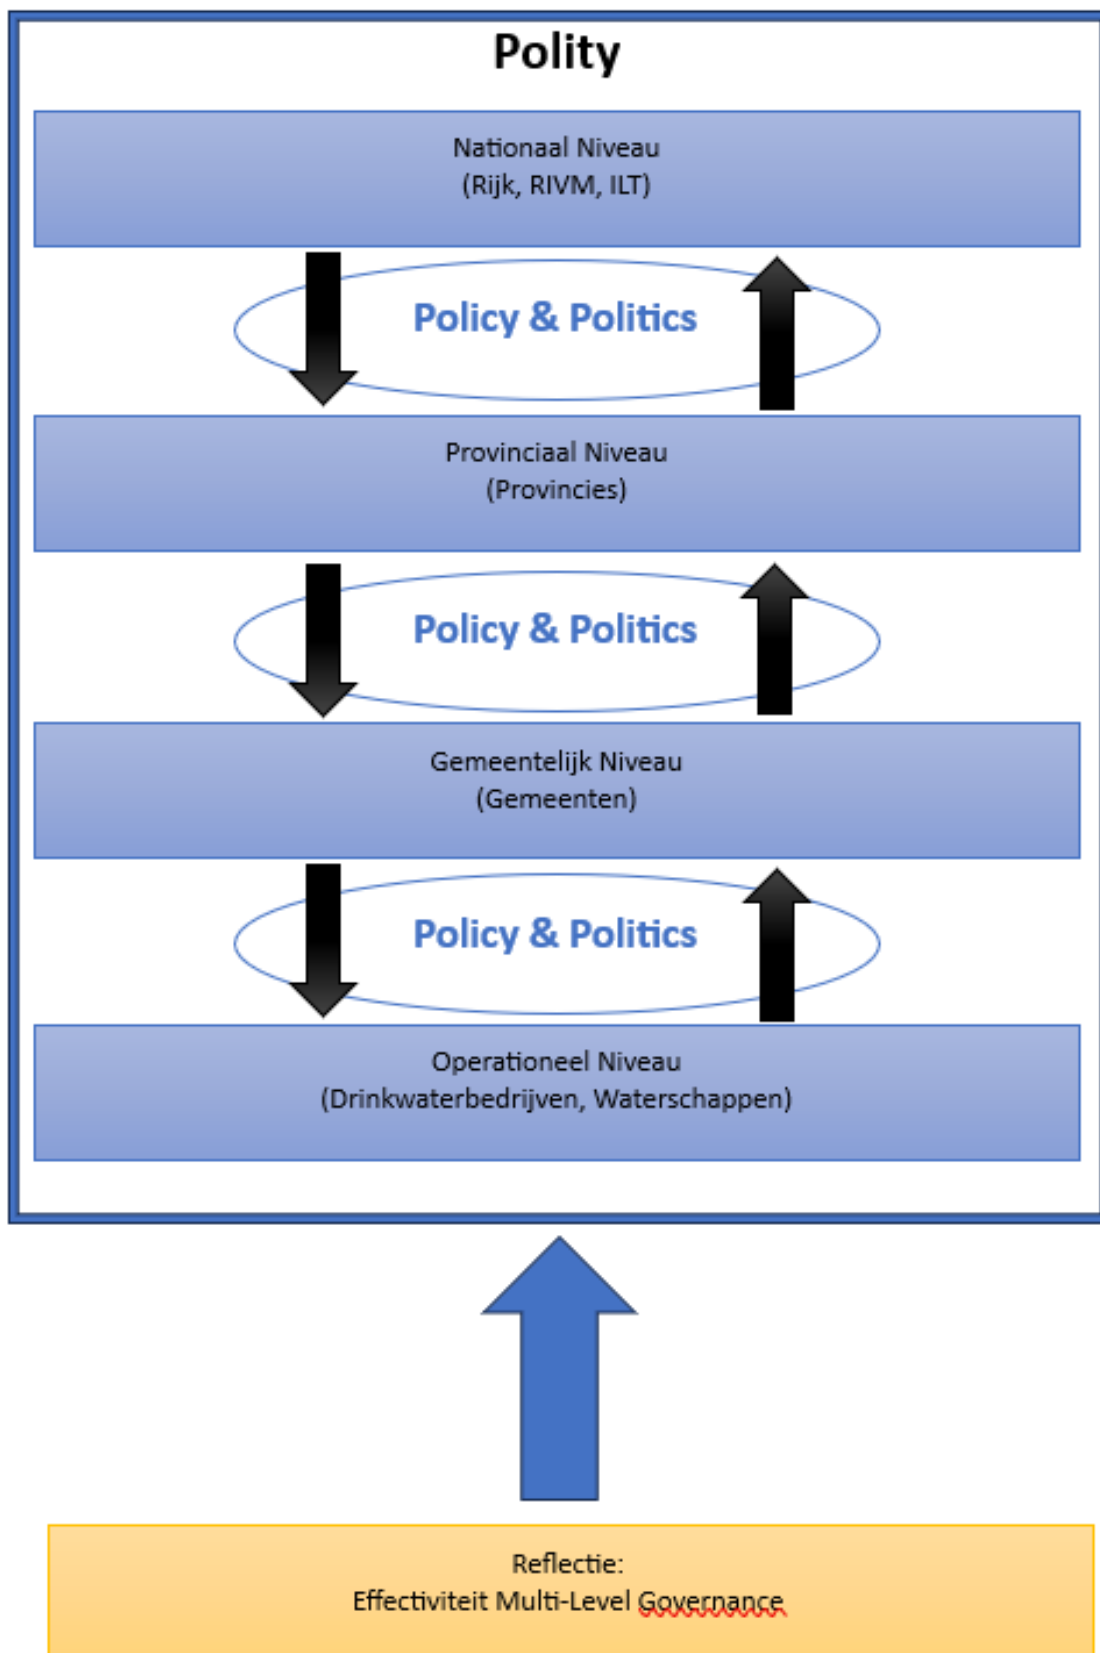 Polity
Nationaal Niveau
(Rijk, RIVM, ILT)
Policy & Politics
Provinciaal Niveau
(Provincies)
Policy & Politics
Gemeentelijk Niveau
(Gemeenten)
Policy & Politics
Operationeel Niveau
(Drinkwaterbedrijven, Waterschappen)
Reflectie:
Effectiviteit Multi-Level Governance